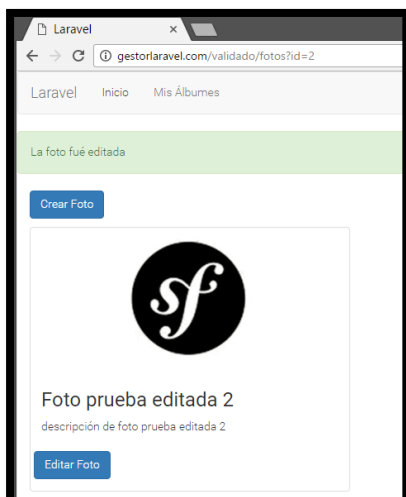 Laravel
gestorlaravel.com/validado/fotos?id=2
Laravel Inicio Mis Álbumes
La foto fué editada
Crear Foto
sf
Foto prueba editada 2
descripción de foto prueba editada 2
Editar Foto